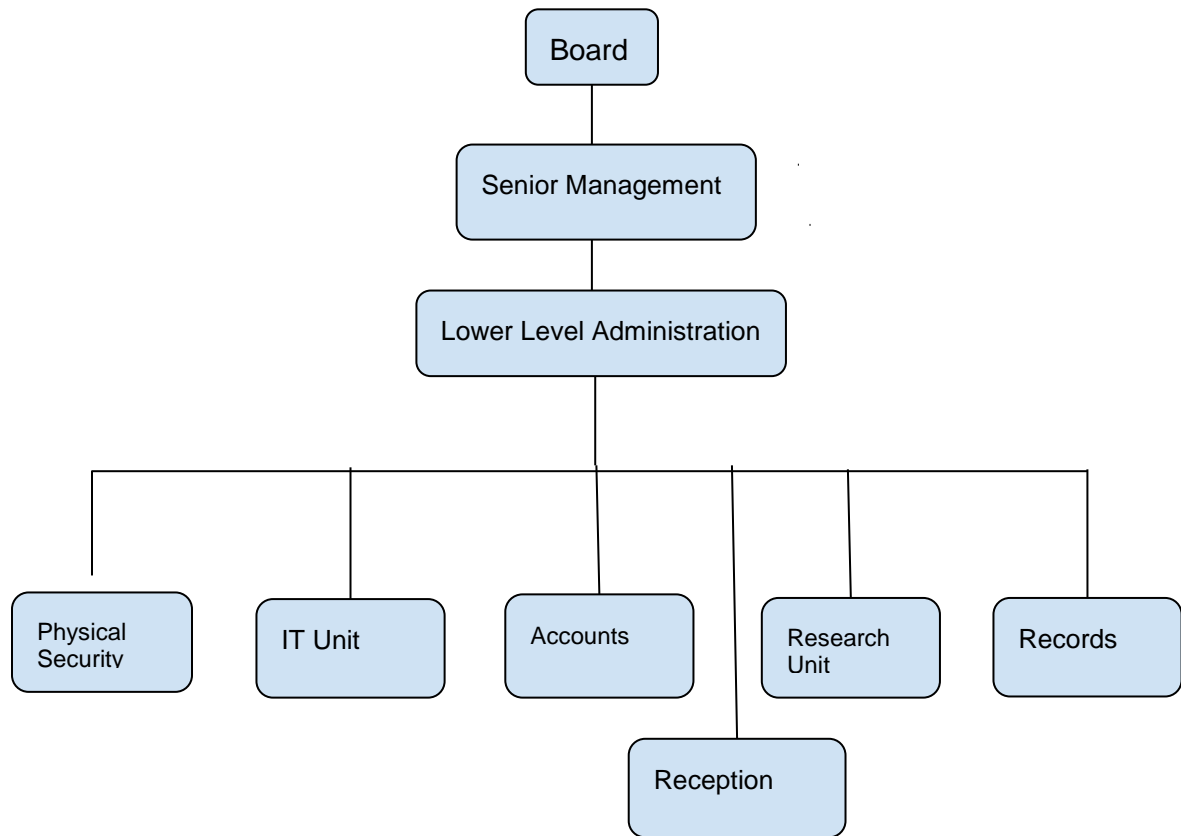 Board
Senior Management
Lower Level Administration
Physical
Security
IT Unit
Accounts
Research
Unit
Records
Reception